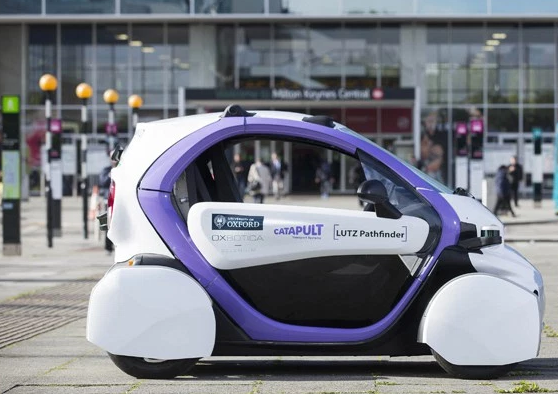 Milton Keynes Central
UNIVERSITY OF
OXFORD
OXBOTICA
CATAPULT
Transport Systems
[LUTZ Pathfinder]